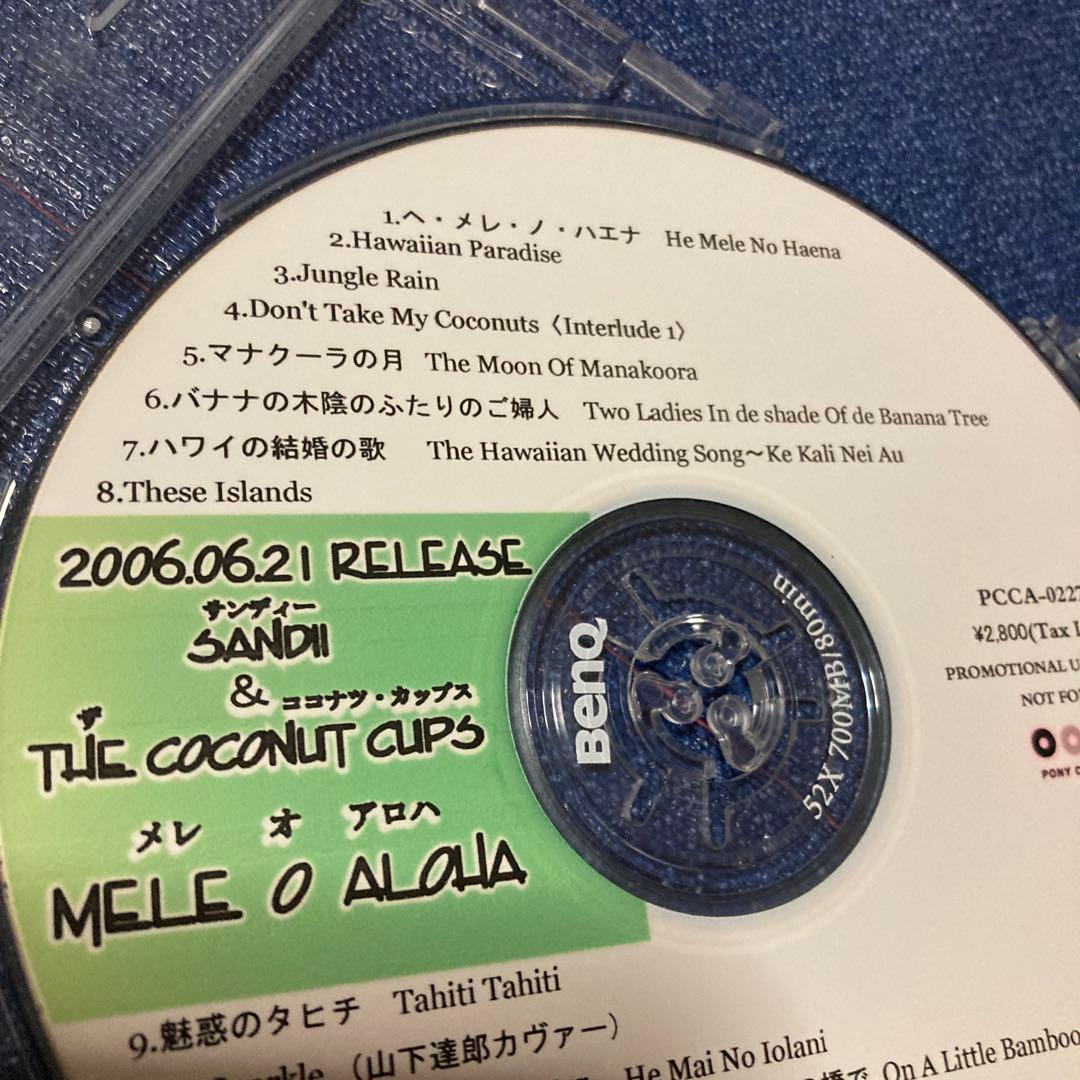 1.ヘ・メレ・ノ・ハエナ He Mele No Haena
2.Hawaiian Paradise
3.Jungle Rain
4.Don't Take My Coconuts〈Interlude 1〉
5.マナクーラの月 The Moon Of Manakoora
6.バナナの木陰のふたりのご婦人 Two Ladies In de shade Of de Banana Tree
7.ハワイの結婚の歌 The Hawaiian Wedding Song~Ke Kali Nei Au
8.These Islands
2006.06.21 RELEASE
サンディー
SANDII
& ココナツ・カップス
ザ
THE COCONUT CUPS
メレ オ アロハ
MELE O ALOHA
BenQ
52X 700MB/80min
PCCA-0227
¥2,800(Tax
PROMOTIONAL
NOT FO
PONY
9.魅惑のタヒチ Tahiti Tahiti
(山下達郎カヴァー)
He Mai No Iolani
で On A Little Bamboo